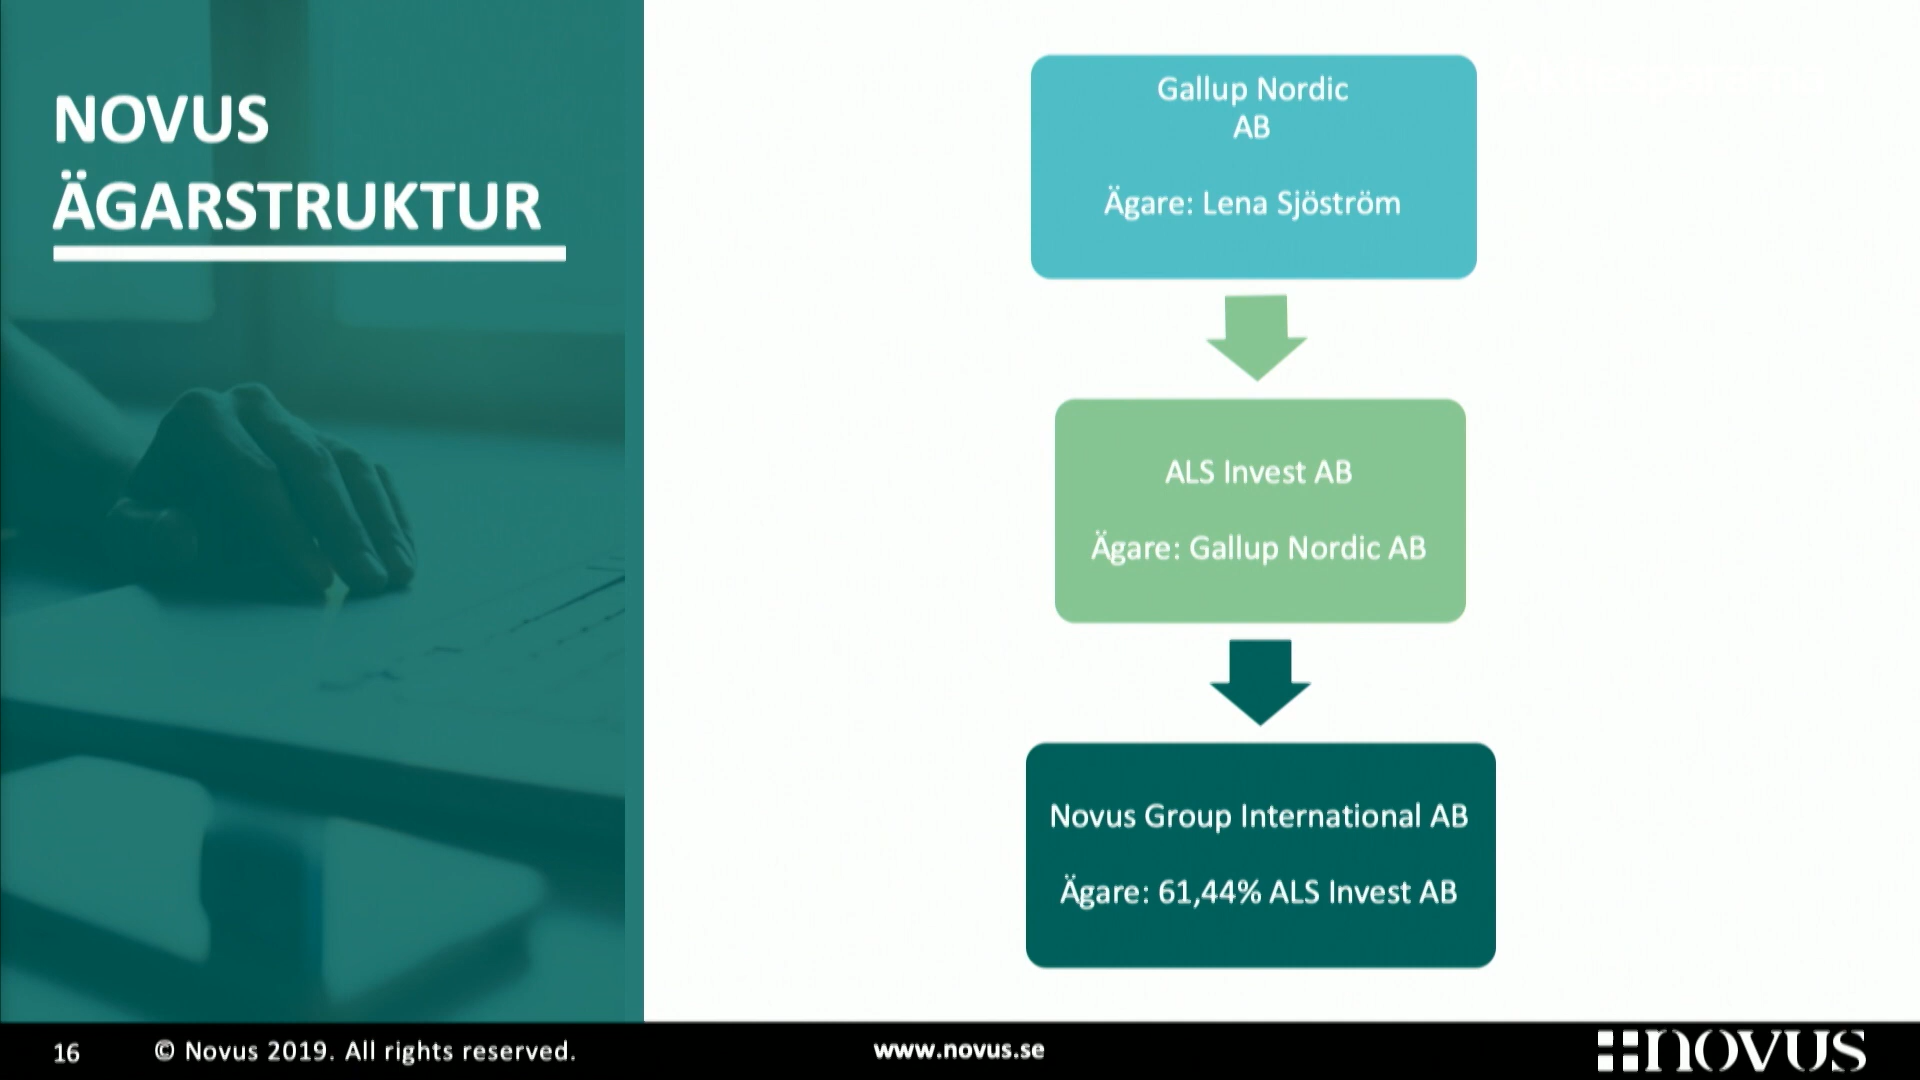 NOVUS
ÄGARSTRUKTUR
Gallup Nordic
AB
Ägare: Lena Sjöström
ALS Invest AB
Ägare: Gallup Nordic AB
Novus Group International AB
Ägare: 61,44% ALS Invest AB
16
© Novus 2019. All rights reserved.
www.novus.se
novus